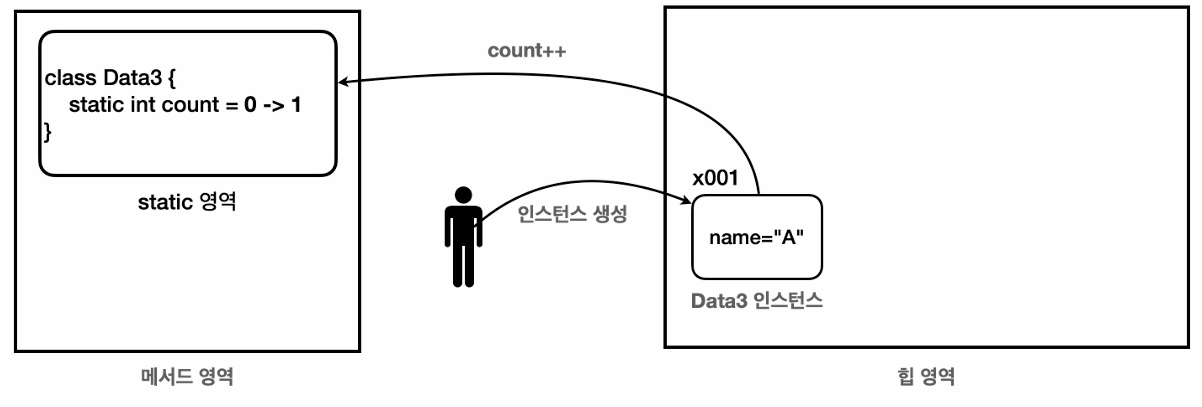 class Data3 {
static int count = 0 -> 1
}
static 영역
메서드 영역
count++
인스턴스 생성
x001
name="A"
Data3 인스턴스
힙 영역